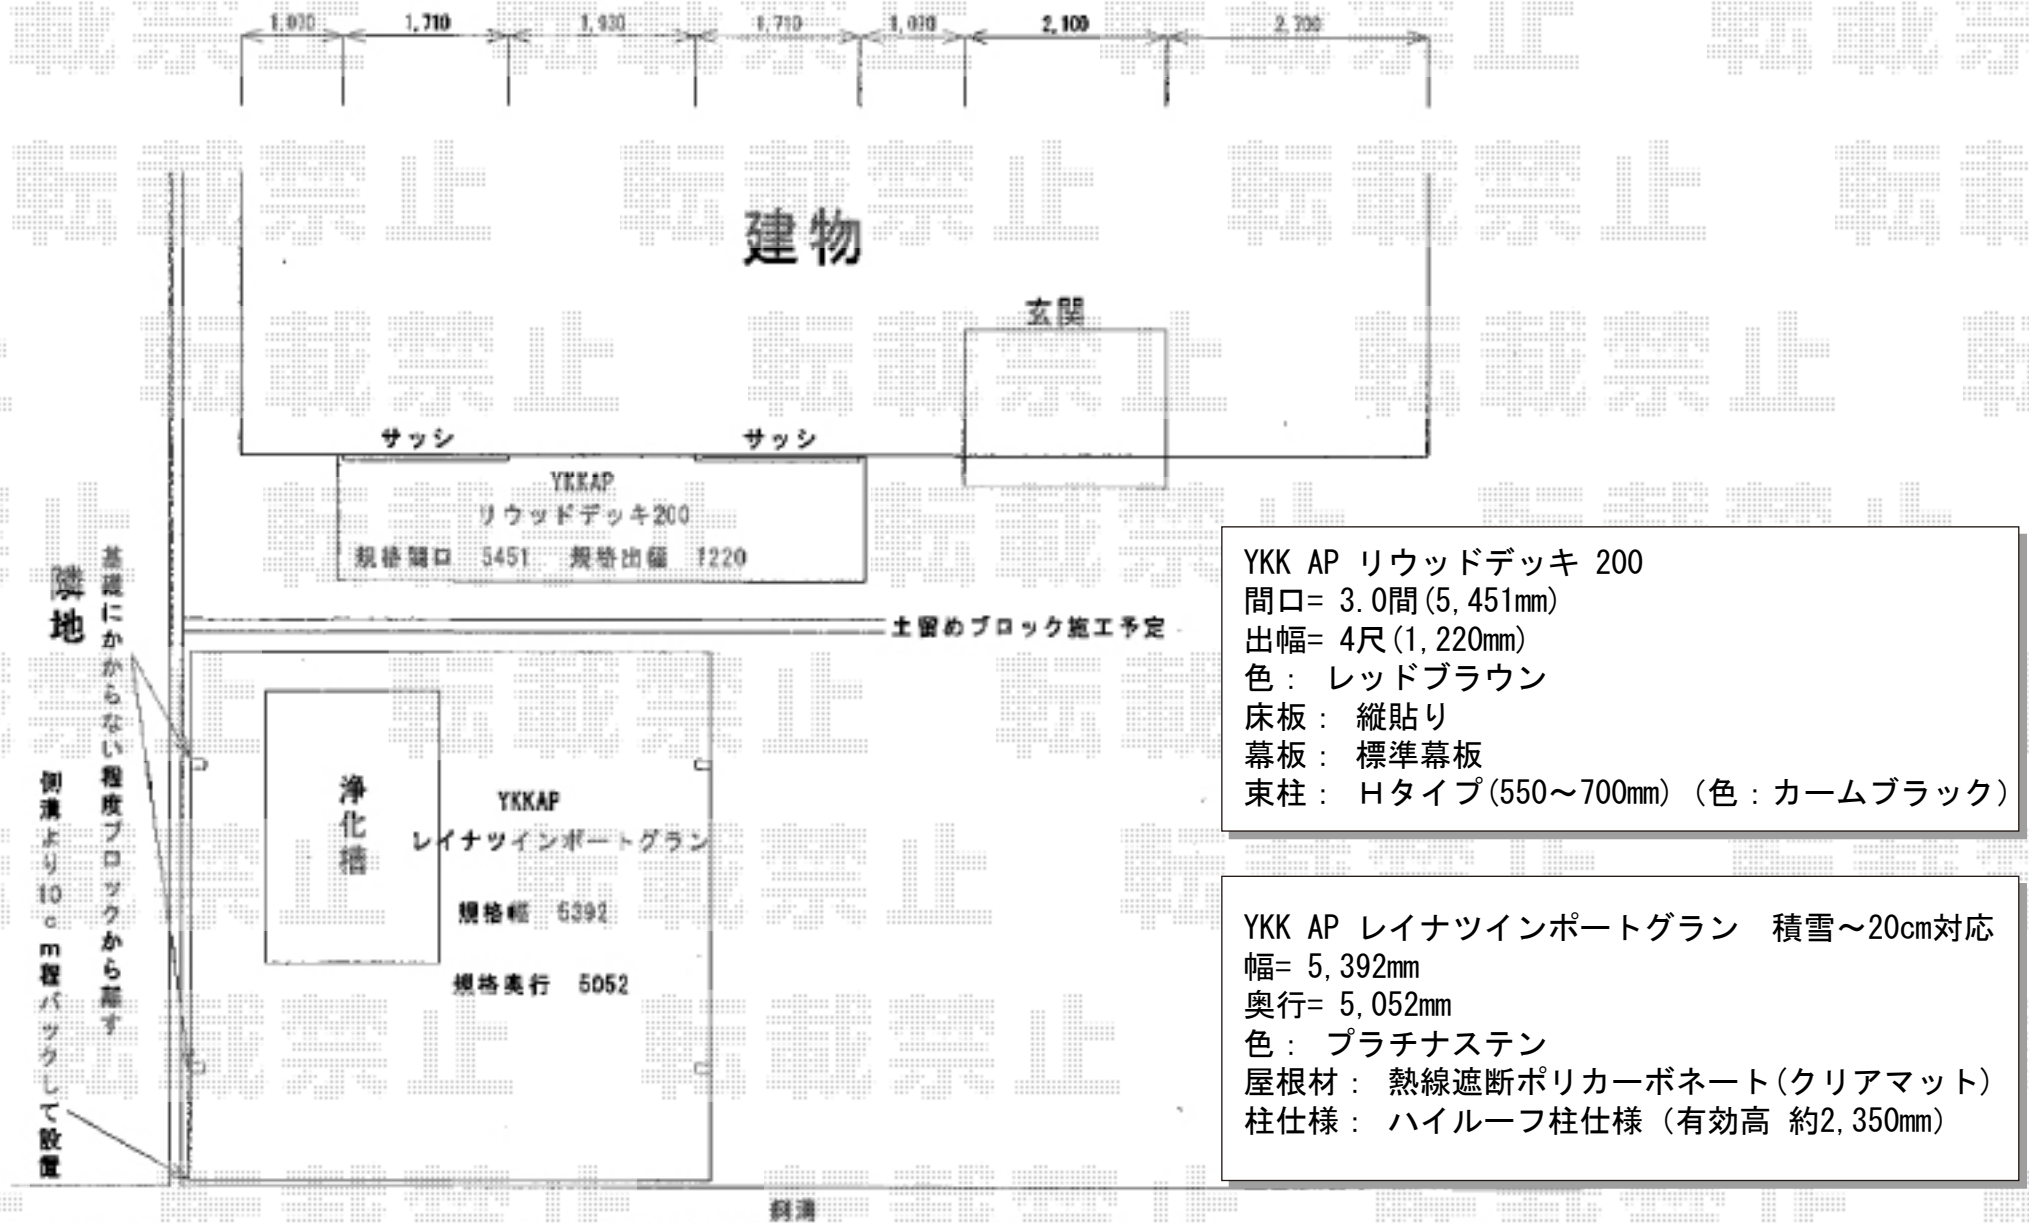 1,710
1,710
2,100
建物
玄関
サッシ
サッシ
YKKAP
リウッドデッキ200
規格間口 5451 規格出幅 1220
土留めブロック施工予定
隣地
基礎にかからない程度ブロックから離す
側溝より10cm程バックして設置
浄化槽
YKKAP
レイナツインポートグラン
規格幅 5392
規格奥行 5052
側溝
YKK AP リウッドデッキ 200
間口= 3.0間(5,451mm)
出幅= 4尺(1,220mm)
色： レッドブラウン
床板： 縦貼り
幕板： 標準幕板
束柱： Hタイプ(550～700mm)（色：カームブラック）
YKK AP レイナツインポートグラン 積雪～20cm対応
幅= 5,392mm
奥行= 5,052mm
色： プラチナステン
屋根材： 熱線遮断ポリカーボネート(クリアマット)
柱仕様： ハイルーフ柱仕様（有効高 約2,350mm）
転載禁止